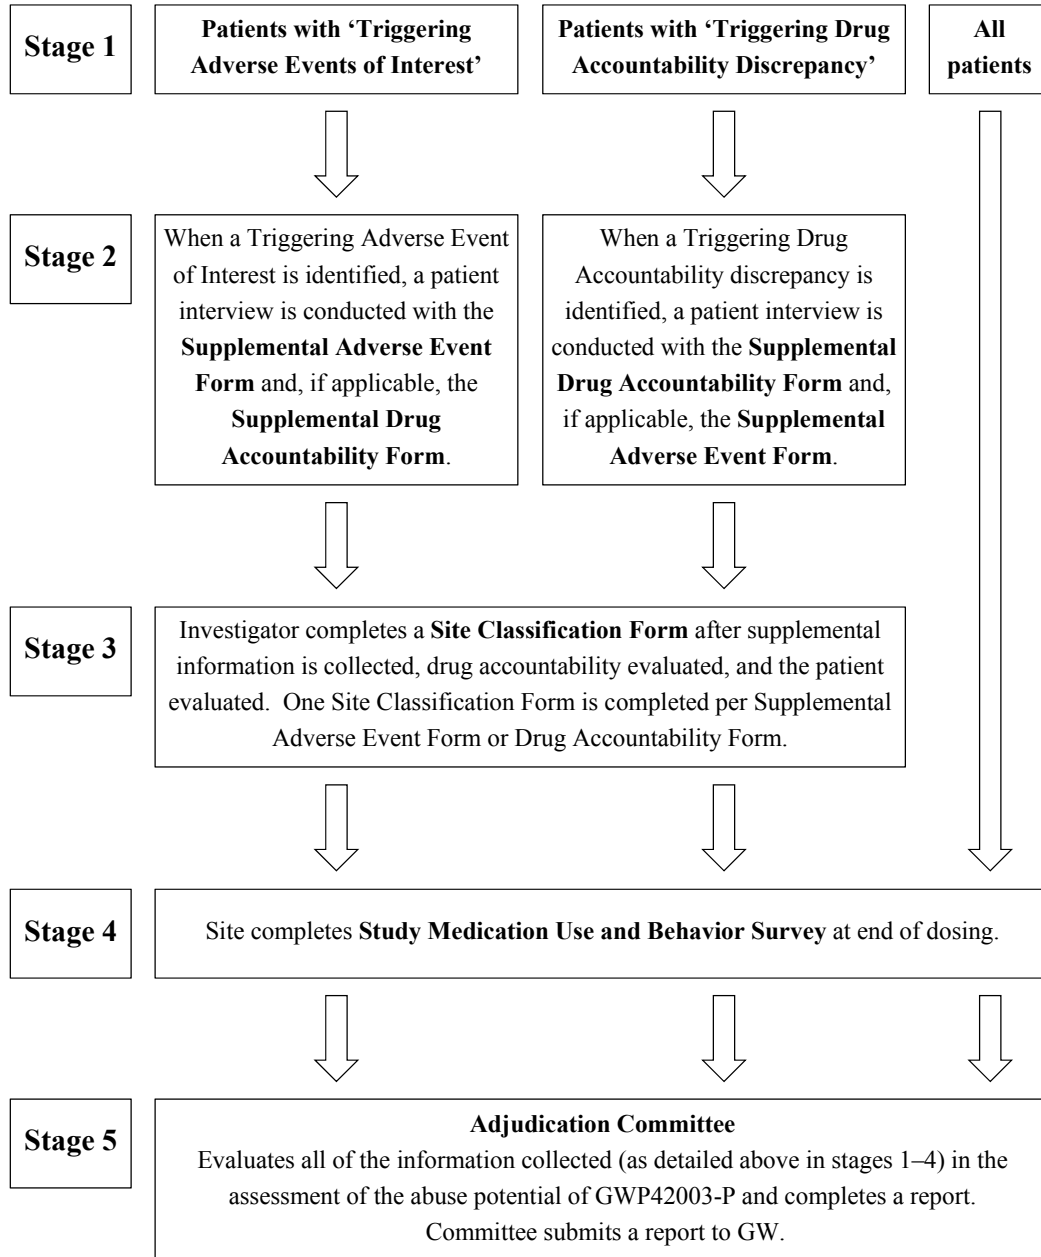 Stage 1
Patients with ‘Triggering
Adverse Events of Interest’
Patients with ‘Triggering Drug
Accountability Discrepancy’
All
patients
Stage 2
When a Triggering Adverse Event
of Interest is identified, a patient
interview is conducted with the
Supplemental Adverse Event
Form and, if applicable, the
Supplemental Drug
Accountability Form.
When a Triggering Drug
Accountability discrepancy is
identified, a patient interview is
conducted with the Supplemental
Drug Accountability Form and,
if applicable, the Supplemental
Adverse Event Form.
Stage 3
Investigator completes a Site Classification Form after supplemental
information is collected, drug accountability evaluated, and the patient
evaluated.  One Site Classification Form is completed per Supplemental
Adverse Event Form or Drug Accountability Form.
Stage 4
Site completes Study Medication Use and Behavior Survey at end of dosing.
Stage 5
Adjudication Committee
Evaluates all of the information collected (as detailed above in stages 1–4) in the
assessment of the abuse potential of GWP42003-P and completes a report.
Committee submits a report to GW.